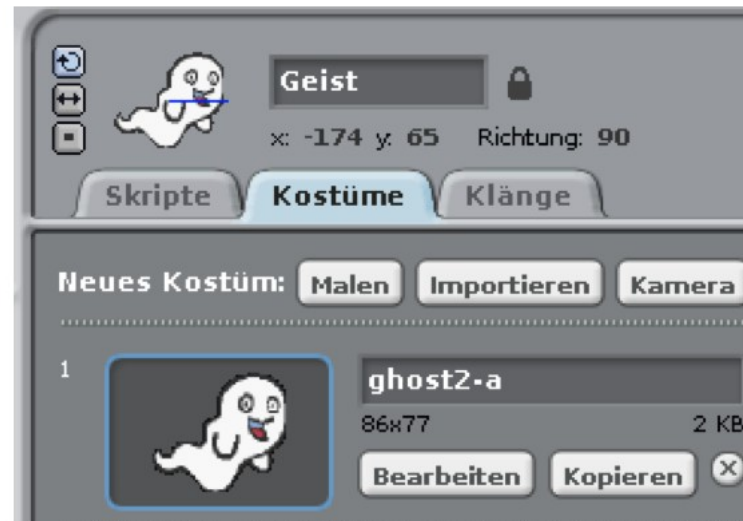 Geist
x: -174 y: 65 Richtung: 90
Skripte Kostüme Klänge
Neues Kostüm: Malen Importieren Kamera
1
ghost2-a
86x77 2 KB
Bearbeiten Kopieren